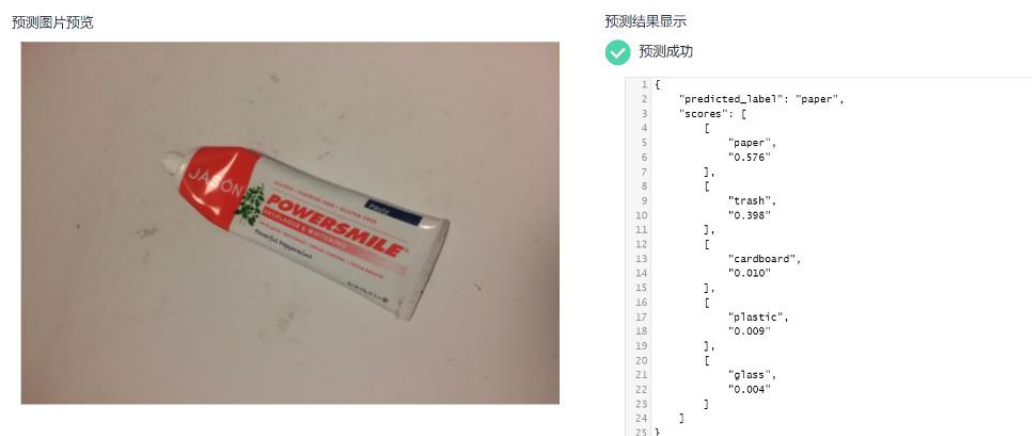 预测图片预览
预测结果显示
预测成功
JASÖN
POWERSMILE
Powerful Peppermint
1 {
2 "predicted_label": "paper",
3 "scores": [
4 [
5 "paper",
6 "0.576"
7 ],
8 [
9 "trash",
10 "0.398"
11 ],
12 [
13 "cardboard",
14 "0.010"
15 ],
16 [
17 "plastic",
18 "0.009"
19 ],
20 [
21 "glass",
22 "0.004"
23 ]
24 ]
25 }